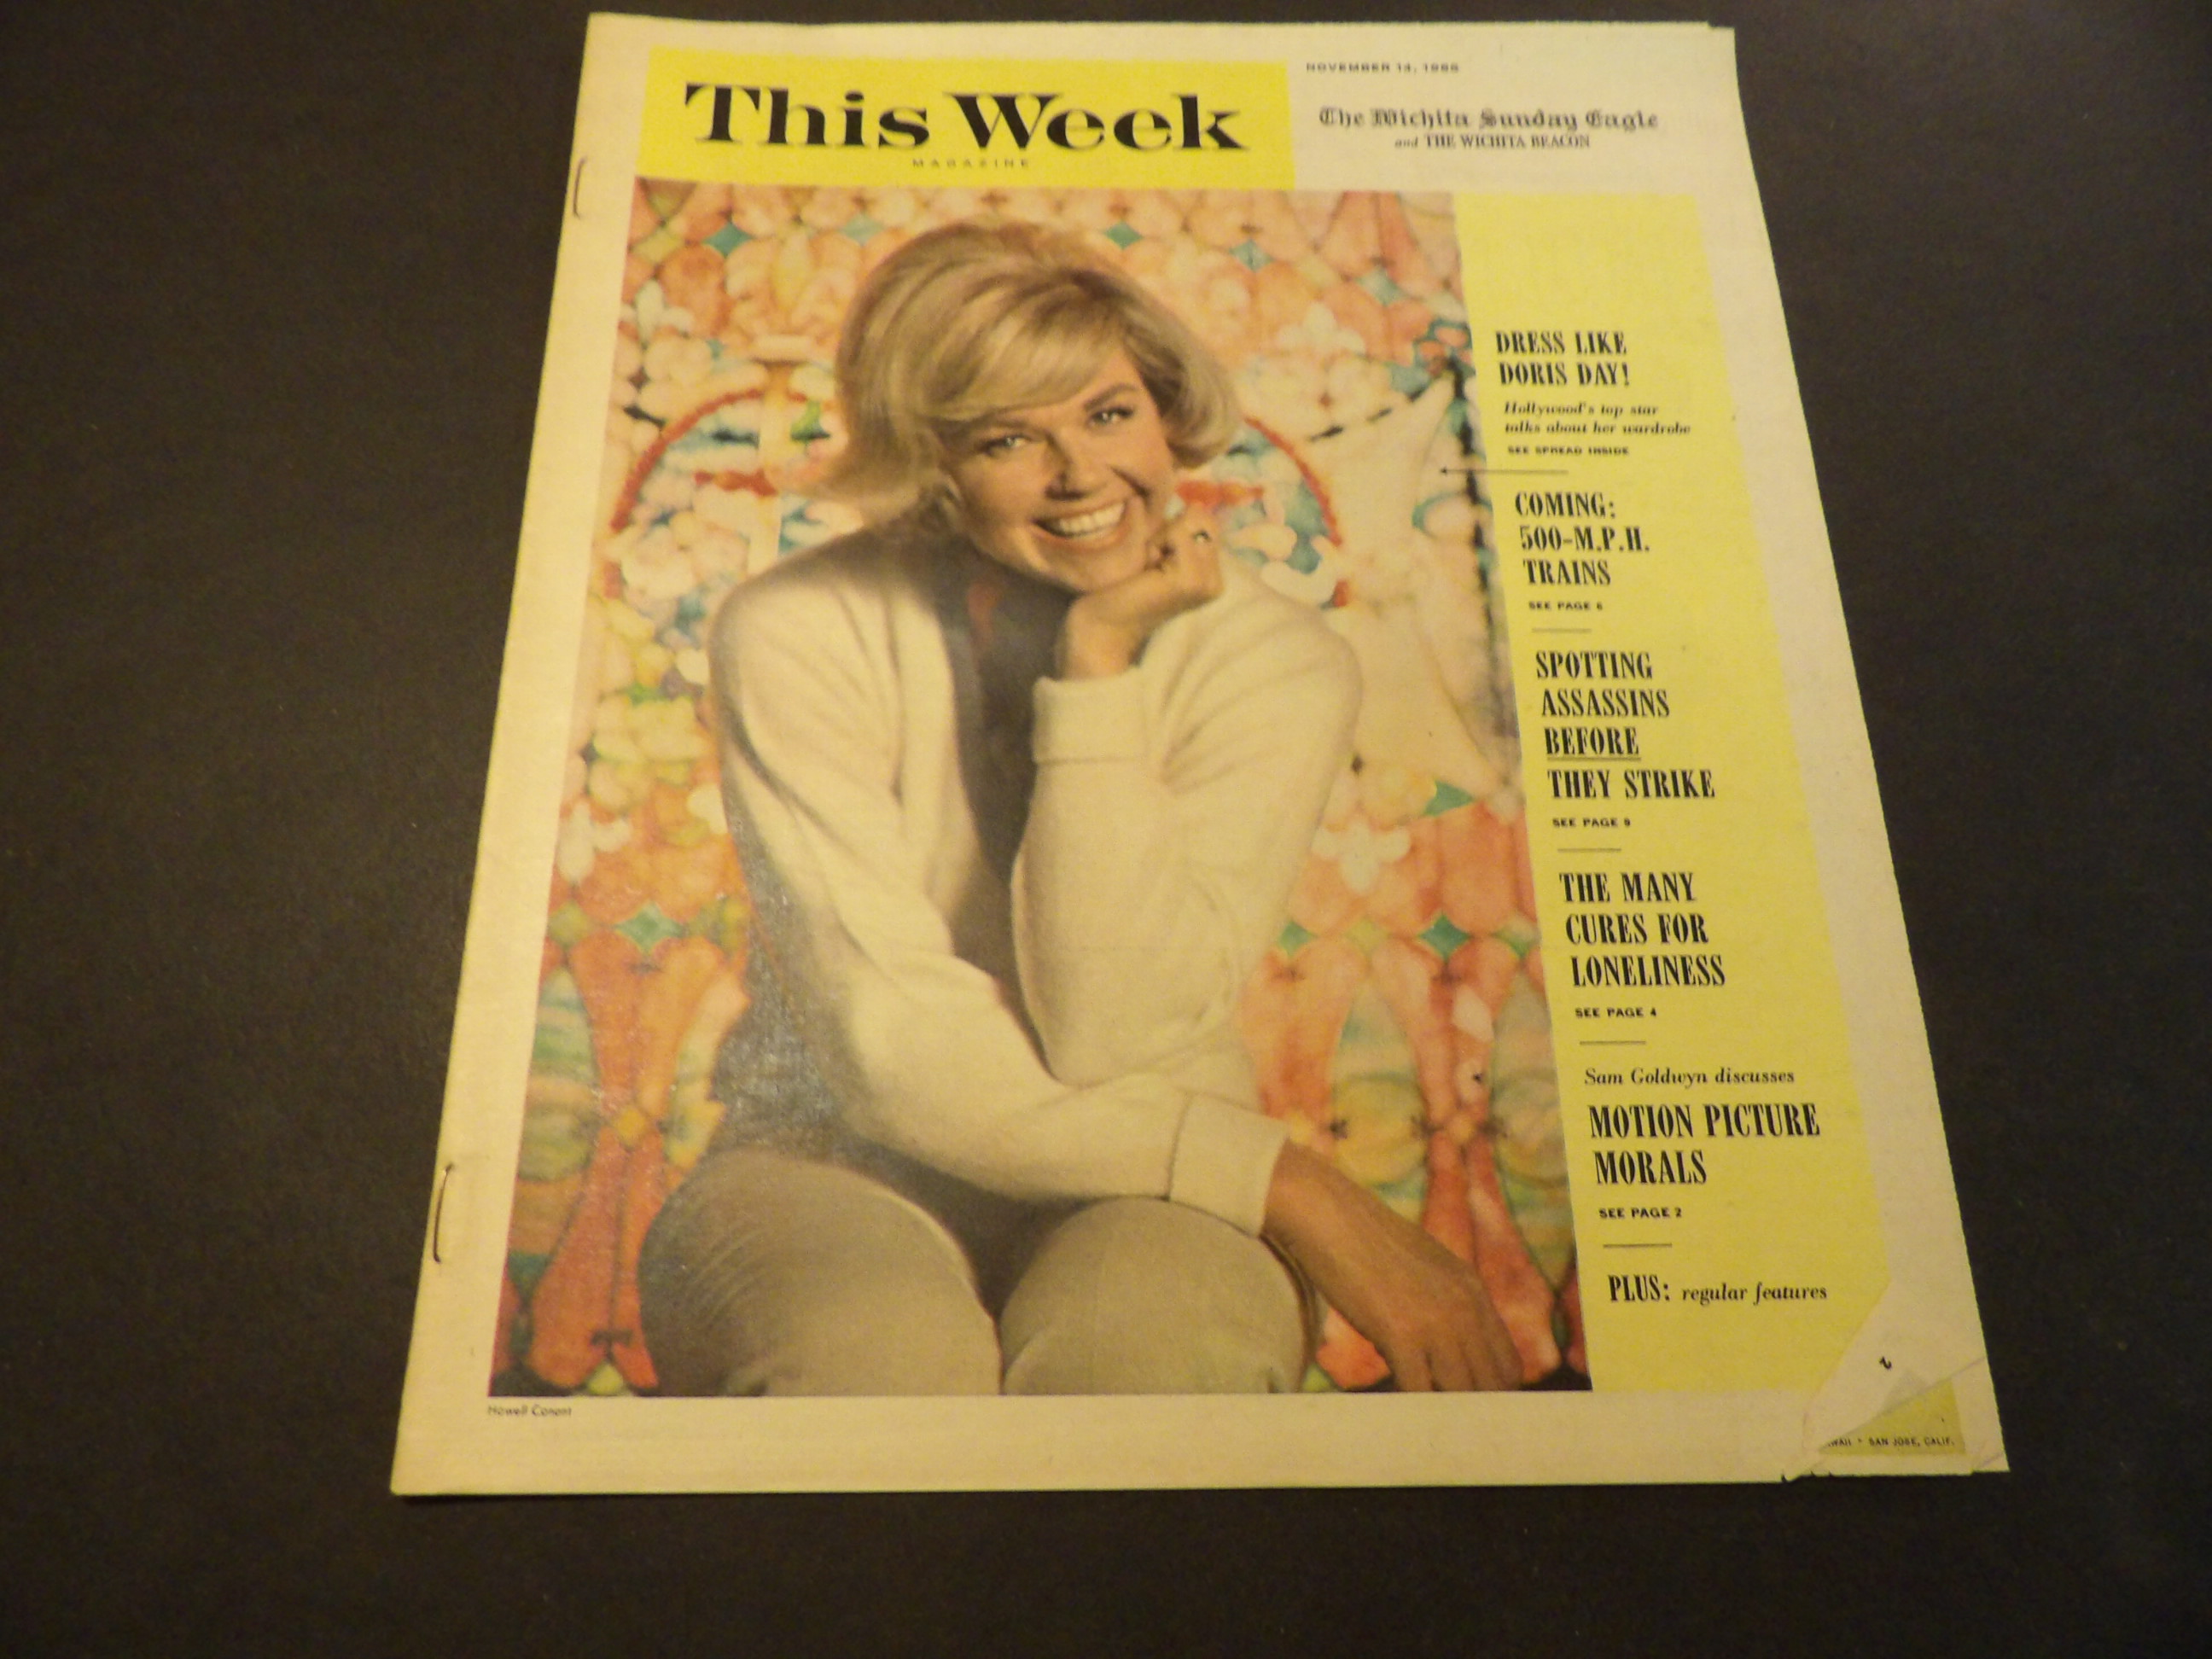 This Week
MAGAZINE
NOVEMBER 14, 1965
The Wichita Sunday Eagle
and THE WICHITA BEACON
DRESS LIKE
DORIS DAY!
Hollywood's top star
talks about her wardrobe
SEE SPREAD INSIDE
COMING:
500-M.P.H.
TRAINS
SEE PAGE 6
SPOTTING
ASSASSINS
BEFORE
THEY STRIKE
SEE PAGE 9
THE MANY
CURES FOR
LONELINESS
SEE PAGE 4
Sam Goldwyn discusses
MOTION PICTURE
MORALS
SEE PAGE 2
PLUS: regular features
Howell Conant
SAN JOSE, CALIF.